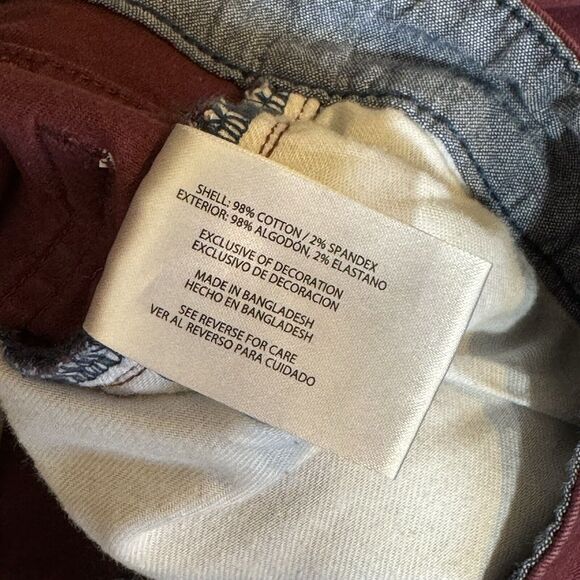 SHELL: 98% COTTON / 2% SPANDEX
EXTERIOR: 98% ALGODÓN, 2% ELASTANO
EXCLUSIVE OF DECORATION
EXCLUSIVO DE DECORACION
MADE IN BANGLADESH
HECHO EN BANGLADESH
SEE REVERSE FOR CARE
VER AL REVERSO PARA CUIDADO